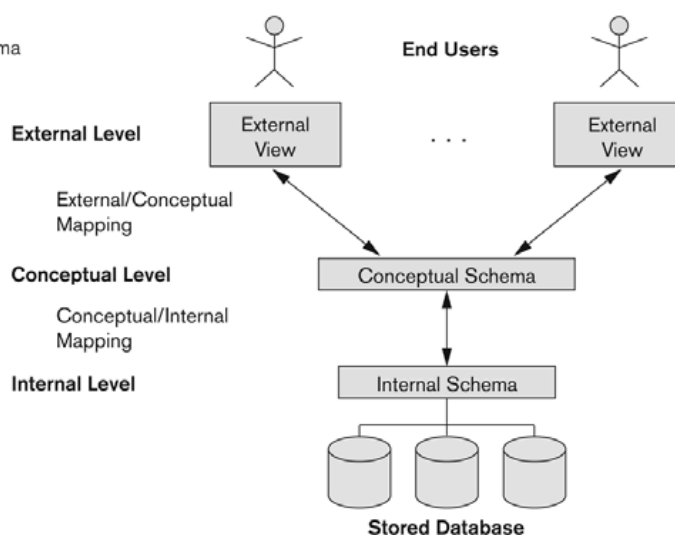 End Users
External Level
External
View
. . .
External
View
External/Conceptual
Mapping
Conceptual Level
Conceptual Schema
Conceptual/Internal
Mapping
Internal Level
Internal Schema
Stored Database